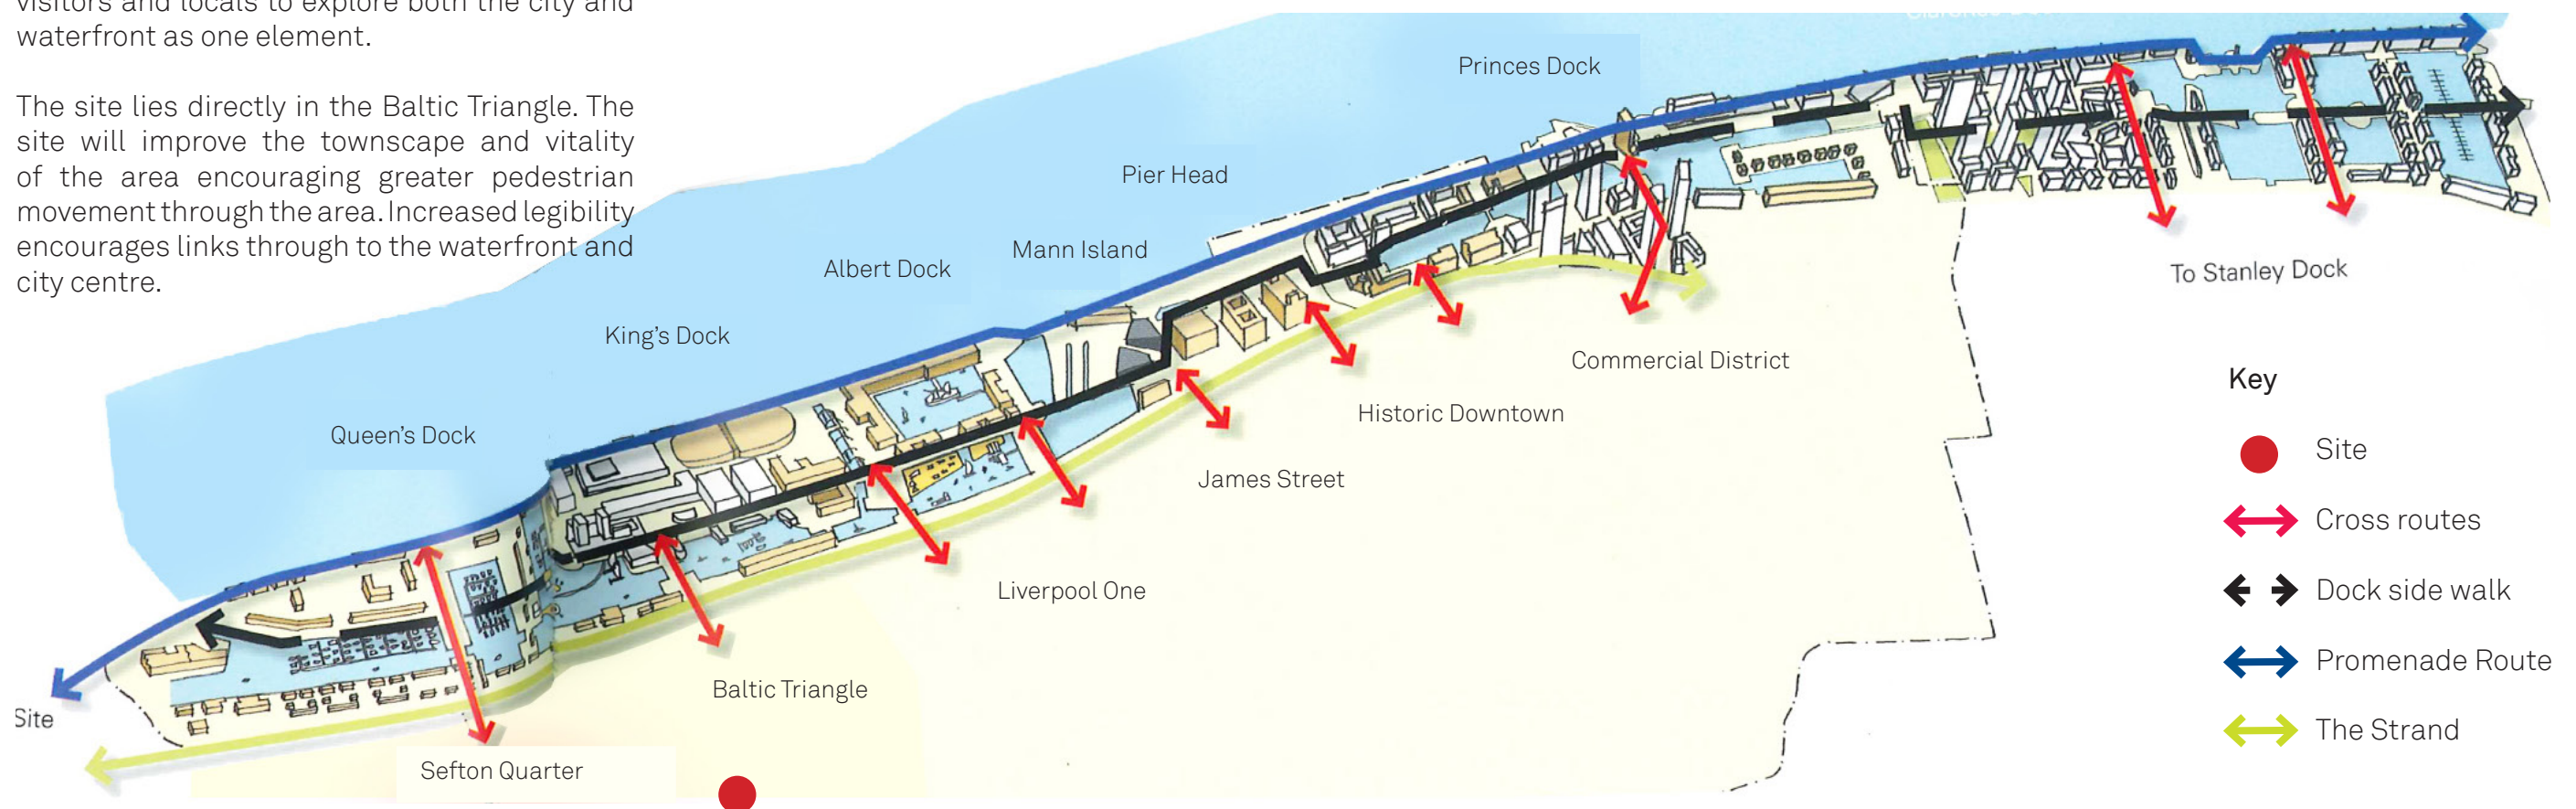 visitors and locals to explore both the city and
waterfront as one element.
The site lies directly in the Baltic Triangle. The
site will improve the townscape and vitality
of the area encouraging greater pedestrian
movement through the area. Increased legibility
encourages links through to the waterfront and
city centre.
Princes Dock
Pier Head
Mann Island
Albert Dock
King's Dock
Queen's Dock
To Stanley Dock
Commercial District
Historic Downtown
James Street
Liverpool One
Baltic Triangle
Sefton Quarter
Site
Key
Site
Cross routes
Dock side walk
Promenade Route
The Strand